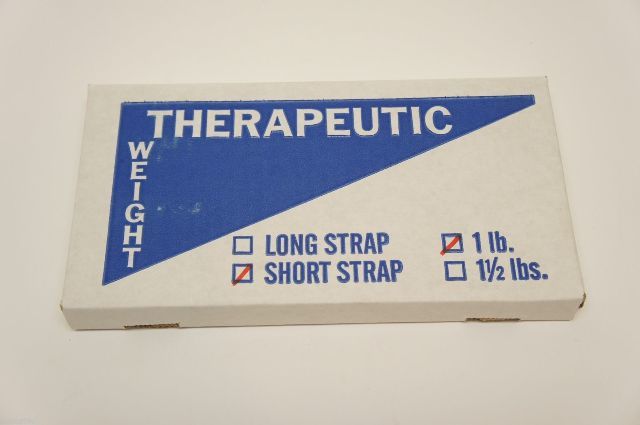 THERAPEUTIC
WEIGHT
LONG STRAP
SHORT STRAP
1 lb.
1½ lbs.